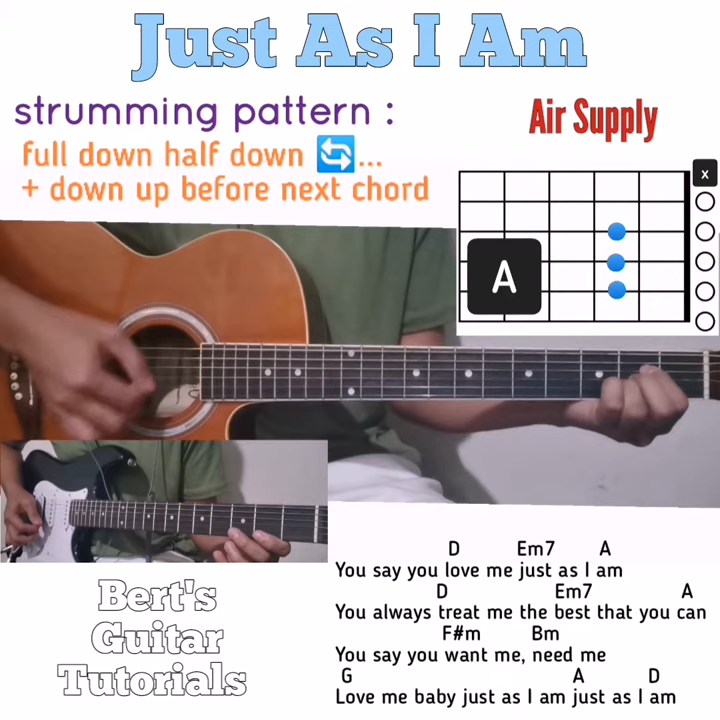 Just As I Am
strumming pattern :
full down half down 🔄...
+ down up before next chord
Air Supply
x
A
D Em7 A
You say you love me just as I am
D Em7 A
You always treat me the best that you can
F#m Bm
You say you want me, need me
G A D
Love me baby just as I am just as I am
Bert's
Guitar
Tutorials